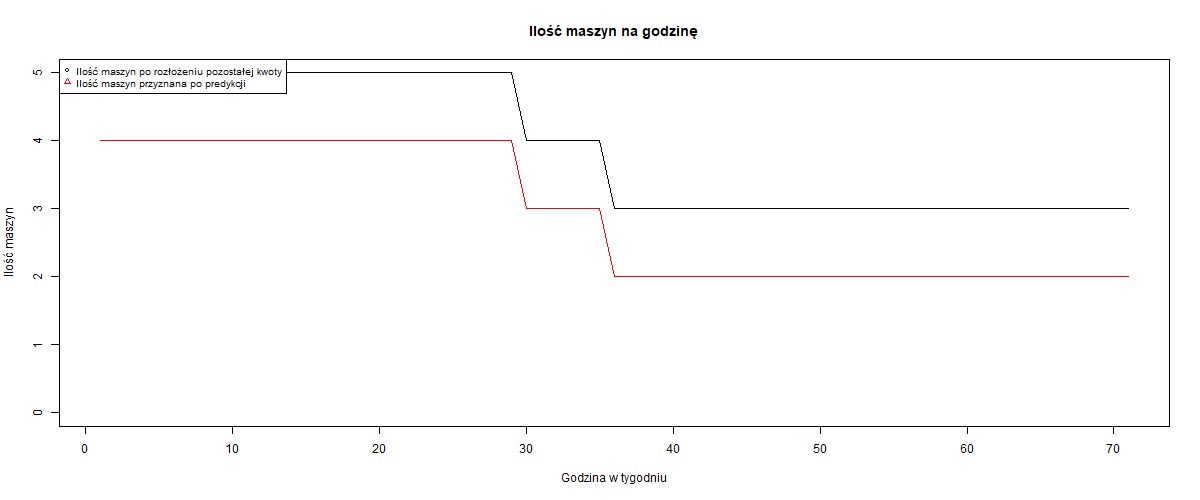 Ilość maszyn na godzinę
Ilość maszyn po rozłożeniu pozostałej kwoty
Ilość maszyn przyznana po predykcji
Ilość maszyn
5
4
3
2
1
0
0 10 20 30 40 50 60 70
Godzina w tygodniu